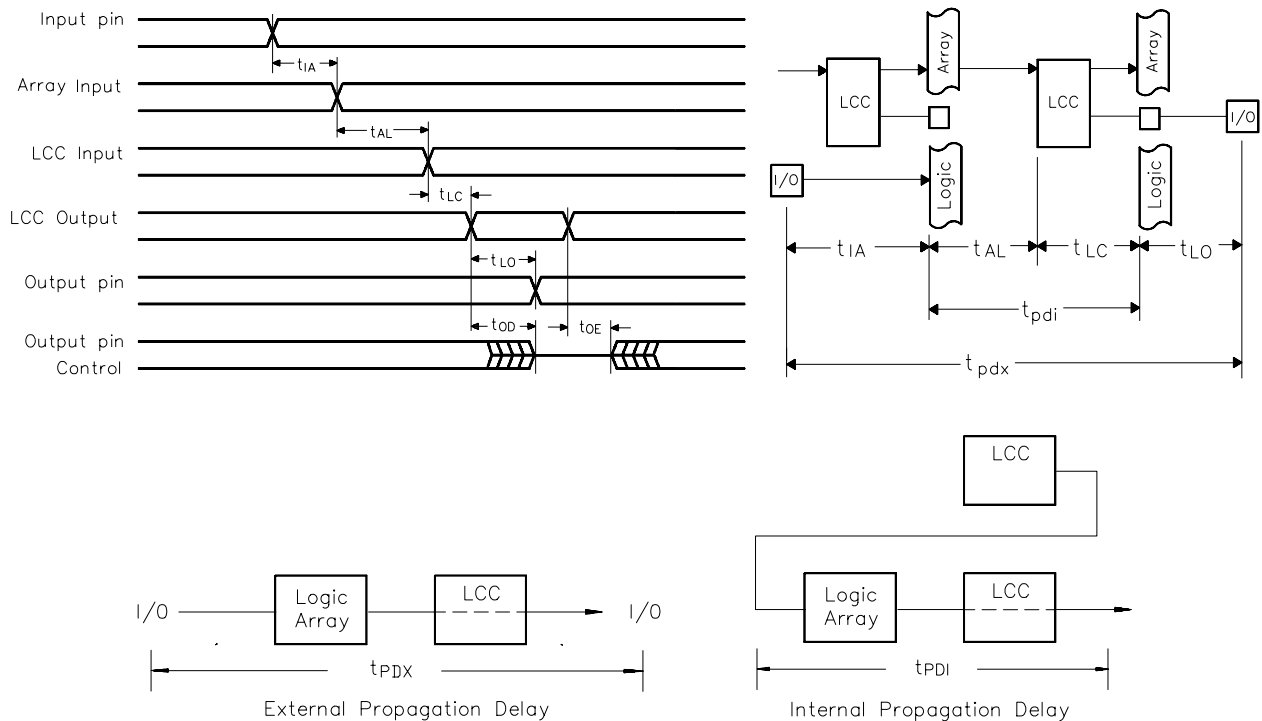 Input pin
tIA
Array Input
tAL
LCC Input
tLC
LCC Output
tLO
Output pin
tOD
tOE
Output pin
Control
Array
Array
LCC
LCC
I/O
I/O
Logic
Logic
tIA
tAL
tLC
tLO
tpdi
tpdx
I/O
Logic
Array
LCC
I/O
tPDX
External Propagation Delay
LCC
Logic
Array
LCC
tPDI
Internal Propagation Delay